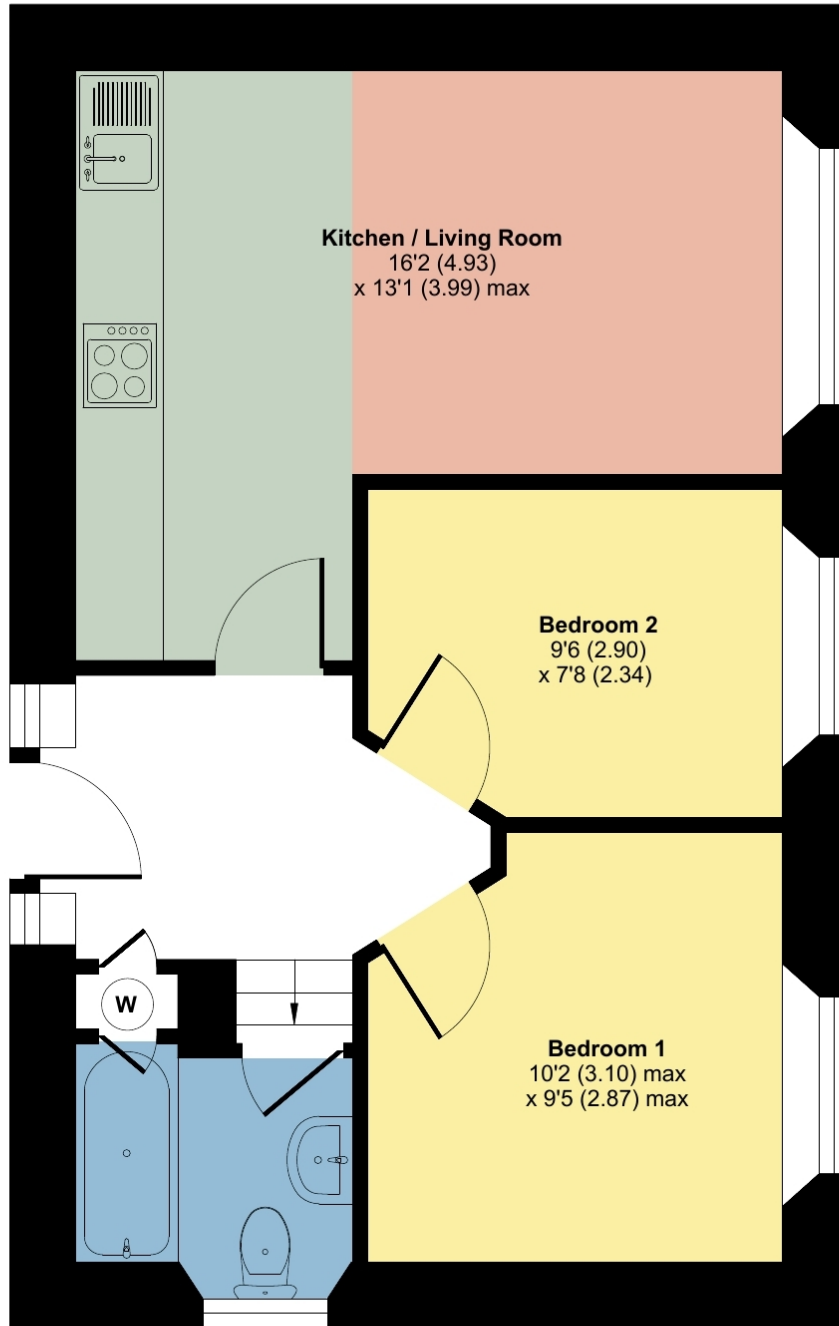 Kitchen / Living Room
16'2 (4.93)
x 13'1 (3.99) max
Bedroom 2
9'6 (2.90)
x 7'8 (2.34)
W
Bedroom 1
10'2 (3.10) max
x 9'5 (2.87) max